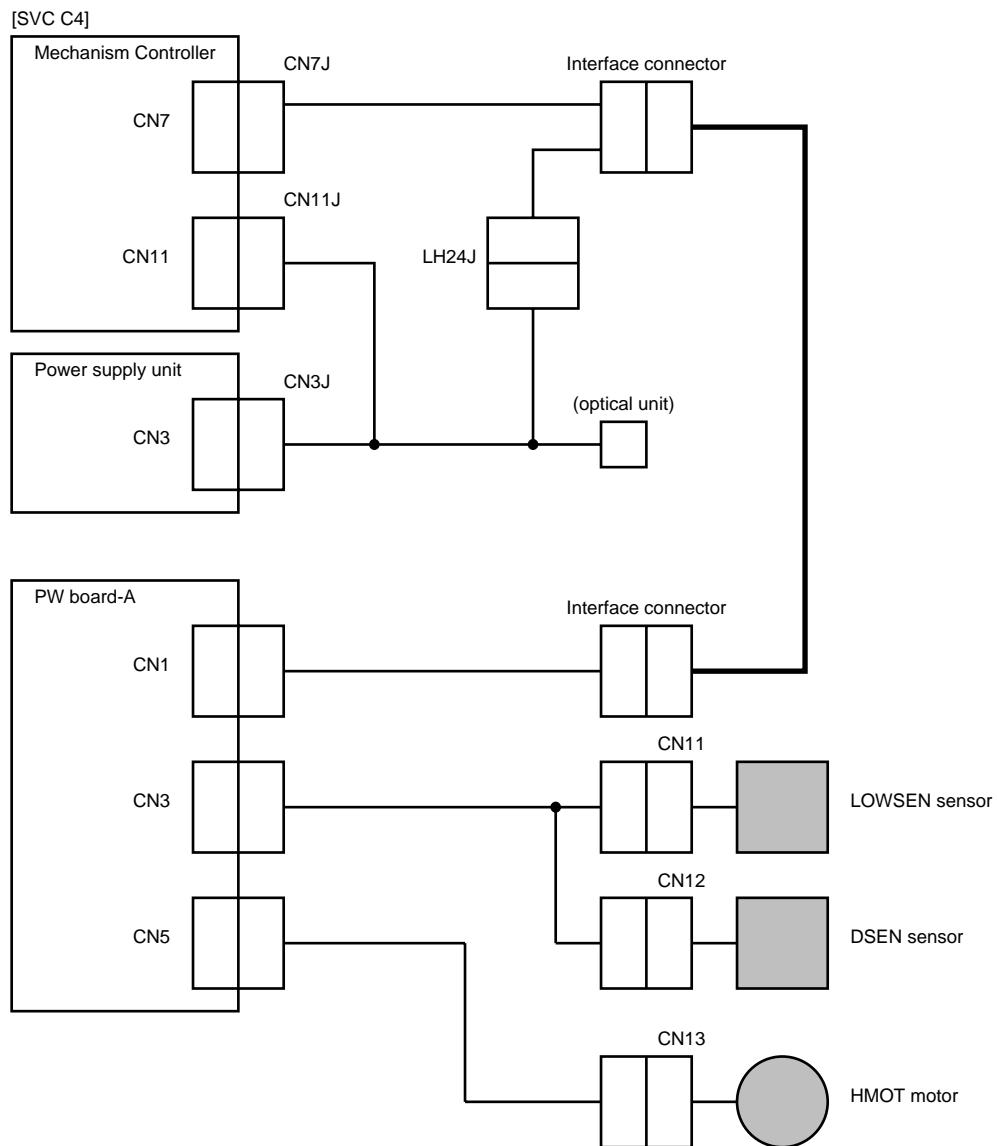 [SVC C4]
Mechanism Controller
CN7J
Interface connector
CN7
CN11J
CN11
LH24J
Power supply unit
CN3J
(optical unit)
CN3
PW board-A
Interface connector
CN1
CN11
CN3
LOWSEN sensor
CN12
CN5
DSEN sensor
CN13
HMOT motor